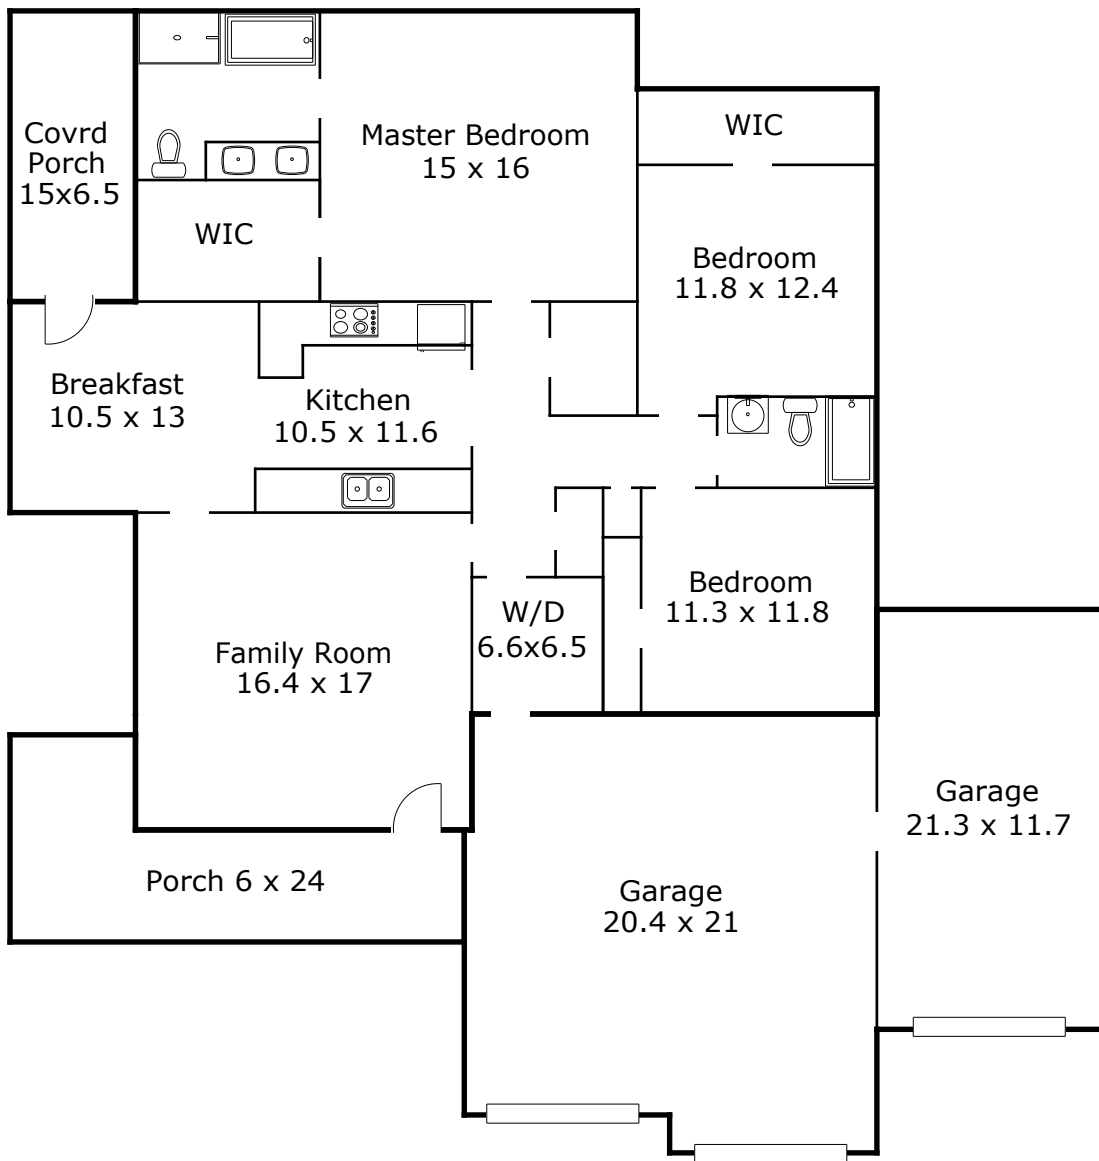 Covrd
Porch
15x6.5
Master Bedroom
15 x 16
WIC
WIC
Bedroom
11.8 x 12.4
Breakfast
10.5 x 13
Kitchen
10.5 x 11.6
Bedroom
11.3 x 11.8
W/D
6.6x6.5
Family Room
16.4 x 17
Garage
21.3 x 11.7
Porch 6 x 24
Garage
20.4 x 21